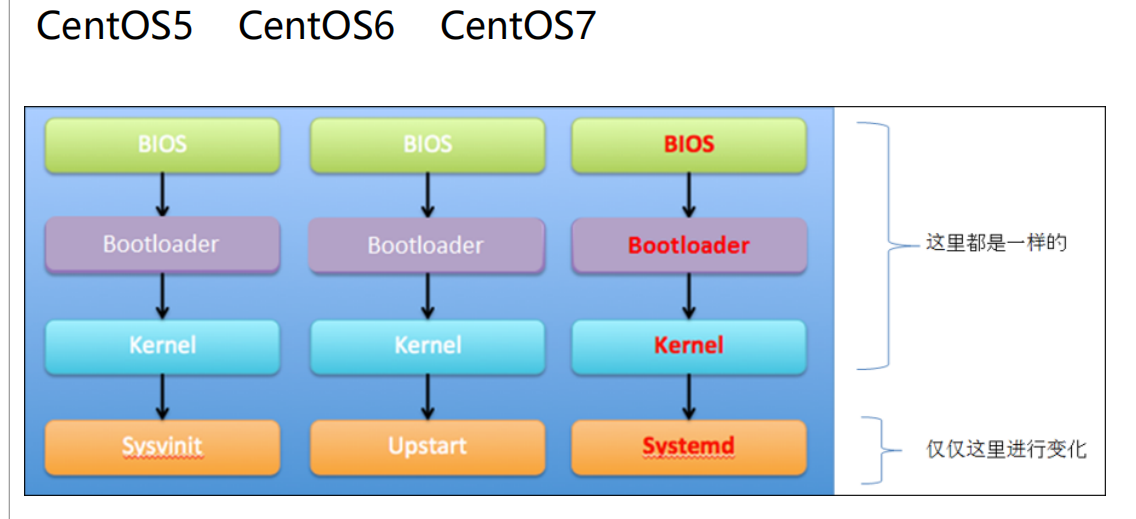 CentOS5 CentOS6 CentOS7
BIOS BIOS BIOS
Bootloader Bootloader Bootloader
这里都是一样的
Kernel Kernel Kernel
Sysvinit Upstart Systemd
仅仅这里进行变化